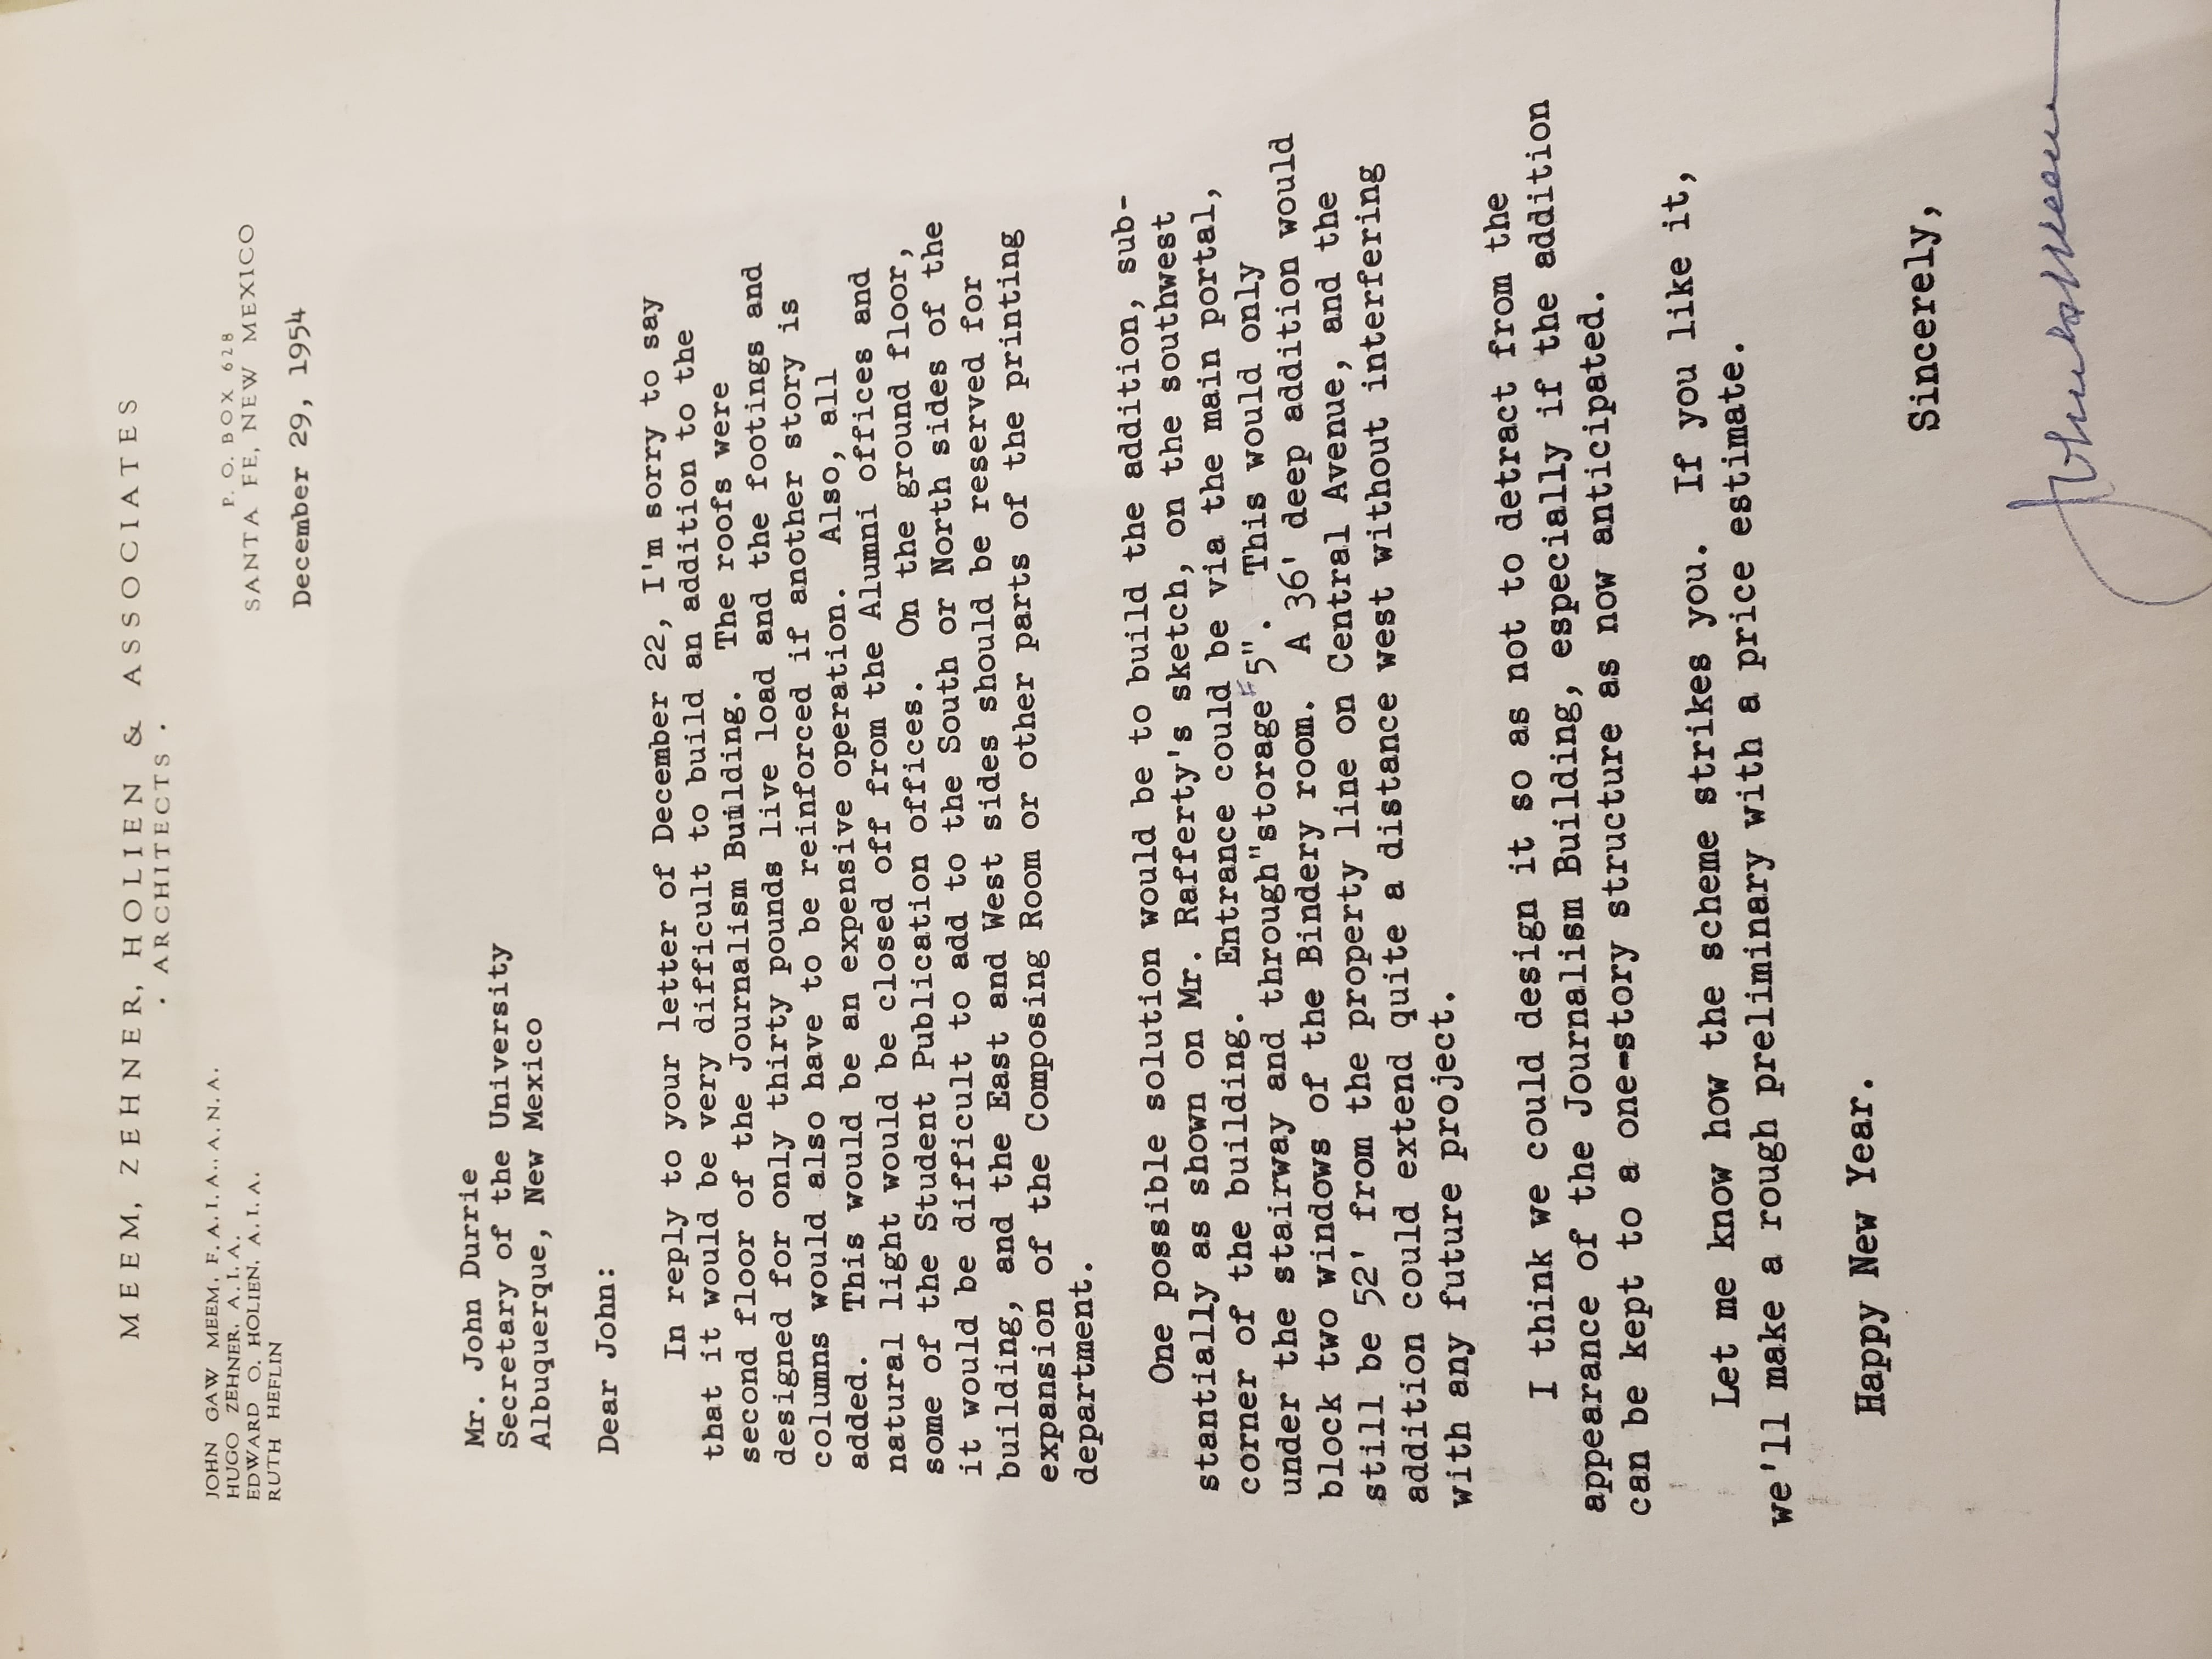 MEEM, ZEHNER, HOLIEN & ASSOCIATES
. ARCHITECTS .
JOHN GAW MEEM, F.A.I.A., A.N.A.
HUGO ZEHNER, A.I.A.
EDWARD O. HOLIEN, A.I.A.
RUTH HEFLIN
P. O. BOX 628
SANTA FE, NEW MEXICO
December 29, 1954
Mr. John Durrie
Secretary of the University
Albuquerque, New Mexico
Dear John:
In reply to your letter of December 22, I'm sorry to say
that it would be very difficult to build an addition to the
second floor of the Journalism Building. The roofs were
designed for only thirty pounds live load and the footings and
columns would also have to be reinforced if another story is
added. This would be an expensive operation. Also, all
natural light would be closed off from the Alumni offices and
some of the Student Publication offices. On the ground floor,
it would be difficult to add to the South or North sides of the
building, and the East and West sides should be reserved for
expansion of the Composing Room or other parts of the printing
department.
One possible solution would be to build the addition, sub-
stantially as shown on Mr. Rafferty's sketch, on the southwest
corner of the building. Entrance could be via the main portal,
under the stairway and through "storage #5". This would only
block two windows of the Bindery room. A 36' deep addition would
still be 52' from the property line on Central Avenue, and the
addition could extend quite a distance west without interfering
with any future project.
I think we could design it so as not to detract from the
appearance of the Journalism Building, especially if the addition
can be kept to a one-story structure as now anticipated.
Let me know how the scheme strikes you. If you like it,
we'll make a rough preliminary with a price estimate.
Happy New Year.
Sincerely,
John Gaw Meem